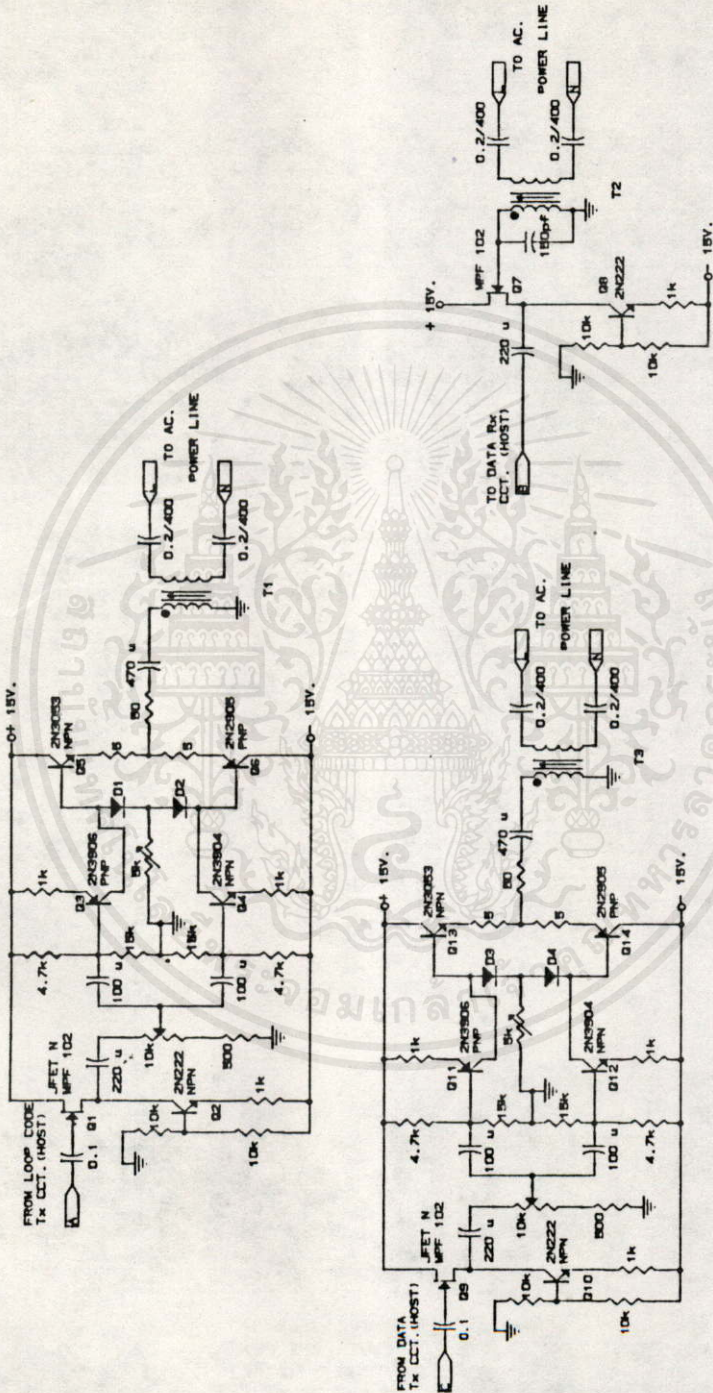 FROM LOOP CODE
Tx CCT.(HOST)
A
0.1
JFET N
MPF 102
Q1
220 u
10k
500
10k
10k
2N222
NPN
Q2
1k
4.7k
100 u
100 u
15k
15k
4.7k
1k
Q3
2N3906
PNP
2N3904
NPN
Q4
1k
5k
D1
D2
O+ 15V.
2N3053
NPN
Q5
5
5
2N2905
PNP
Q6
O- 15V.
50
470 u
T1
0.2/400
0.2/400
L
N
TO AC.
POWER LINE
FROM DATA
Tx CCT.(HOST)
C
0.1
JFET N
MPF 102
Q9
220 u
10k
500
10k
10k
2N222
NPN
Q10
1k
4.7k
100 u
100 u
15k
15k
4.7k
1k
2N3906
PNP
Q11
2N3904
NPN
Q12
1k
5k
D3
D4
O+ 15V.
2N3053
NPN
Q13
5
5
2N2905
PNP
Q14
O- 15V.
50
470 u
T3
0.2/400
0.2/400
L
N
TO AC.
POWER LINE
TO DATA Rx
CCT.(HOST)
B
220 u
+ 15V.
MPF 102
Q7
150pf
10k
10k
Q8
2N222
1k
O- 15V.
T2
0.2/400
0.2/400
L
N
TO AC.
POWER LINE